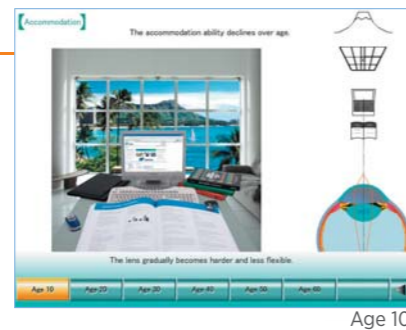 [Accommodation]
The accommodation ability declines over age.
The lens gradually becomes harder and less flexible.
Age 10 Age 20 Age 30 Age 40 Age 50 Age 60
Age 10